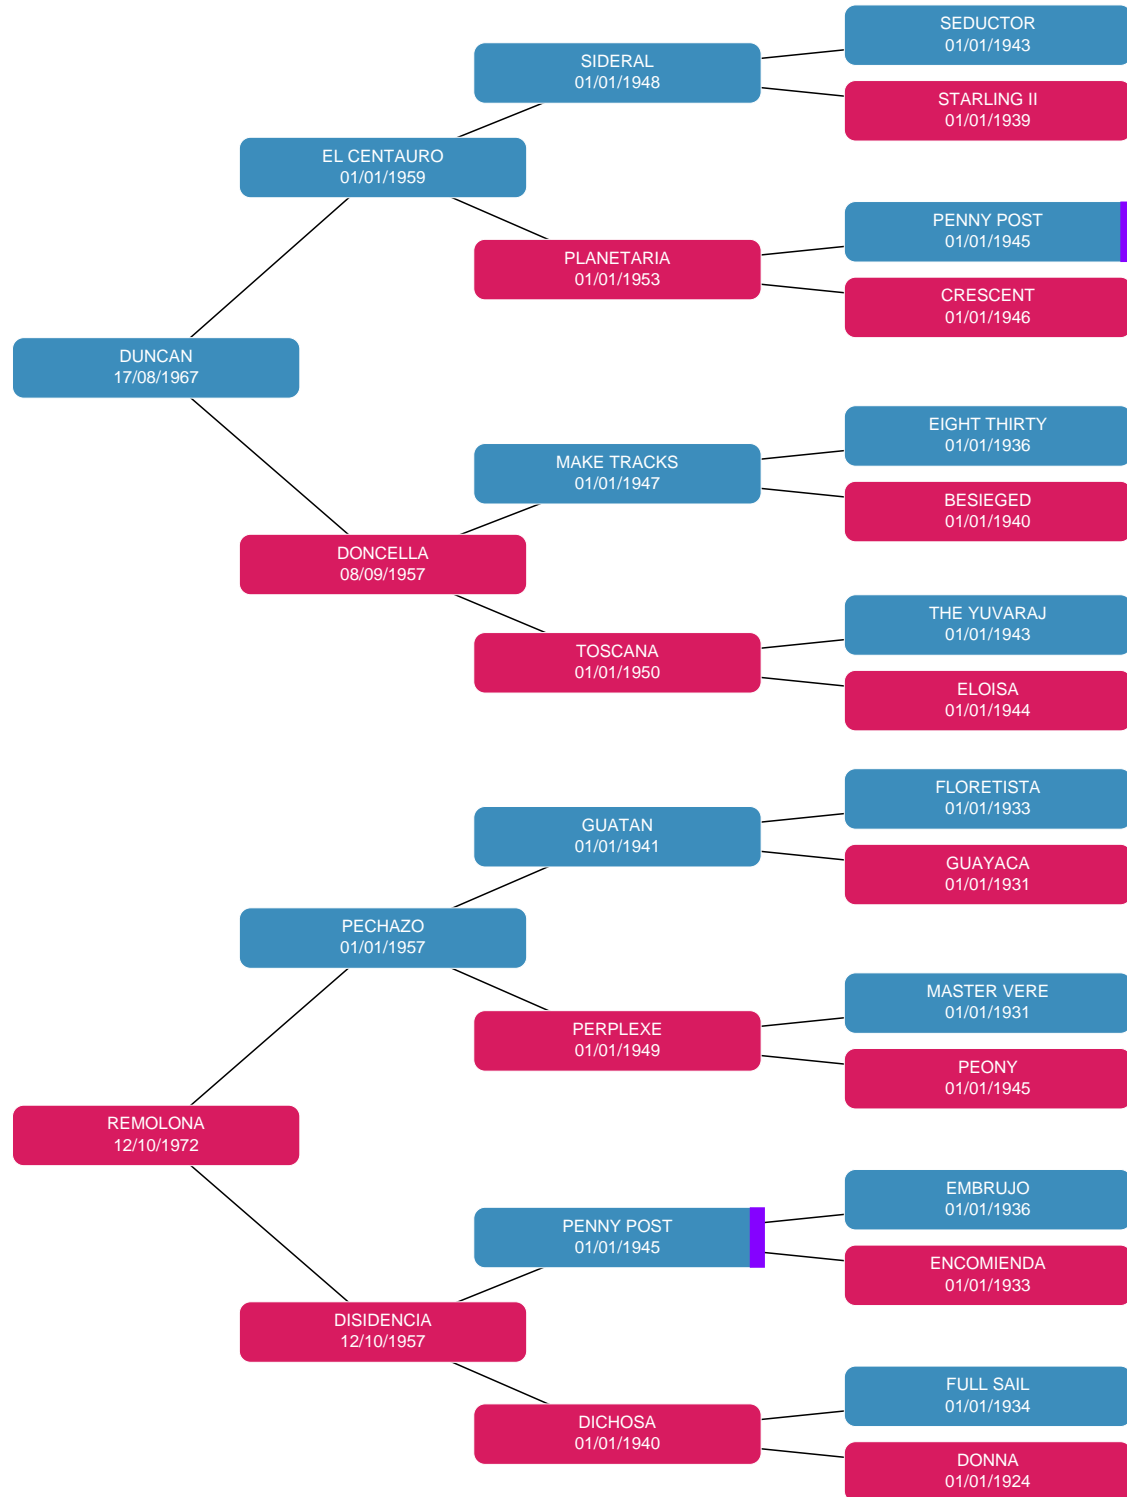 SEDUCTOR
01/01/1943
SIDERAL
01/01/1948
STARLING II
01/01/1939
EL CENTAURO
01/01/1959
PENNY POST
01/01/1945
PLANETARIA
01/01/1953
CRESCENT
01/01/1946
DUNCAN
17/08/1967
EIGHT THIRTY
01/01/1936
MAKE TRACKS
01/01/1947
BESIEGED
01/01/1940
DONCELLA
08/09/1957
THE YUVARAJ
01/01/1943
TOSCANA
01/01/1950
ELOISA
01/01/1944
FLORETISTA
01/01/1933
GUATAN
01/01/1941
GUAYACA
01/01/1931
PECHAZO
01/01/1957
MASTER VERE
01/01/1931
PERPLEXE
01/01/1949
PEONY
01/01/1945
REMOLONA
12/10/1972
EMBRUJO
01/01/1936
PENNY POST
01/01/1945
ENCOMIENDA
01/01/1933
DISIDENCIA
12/10/1957
FULL SAIL
01/01/1934
DICHOSA
01/01/1940
DONNA
01/01/1924